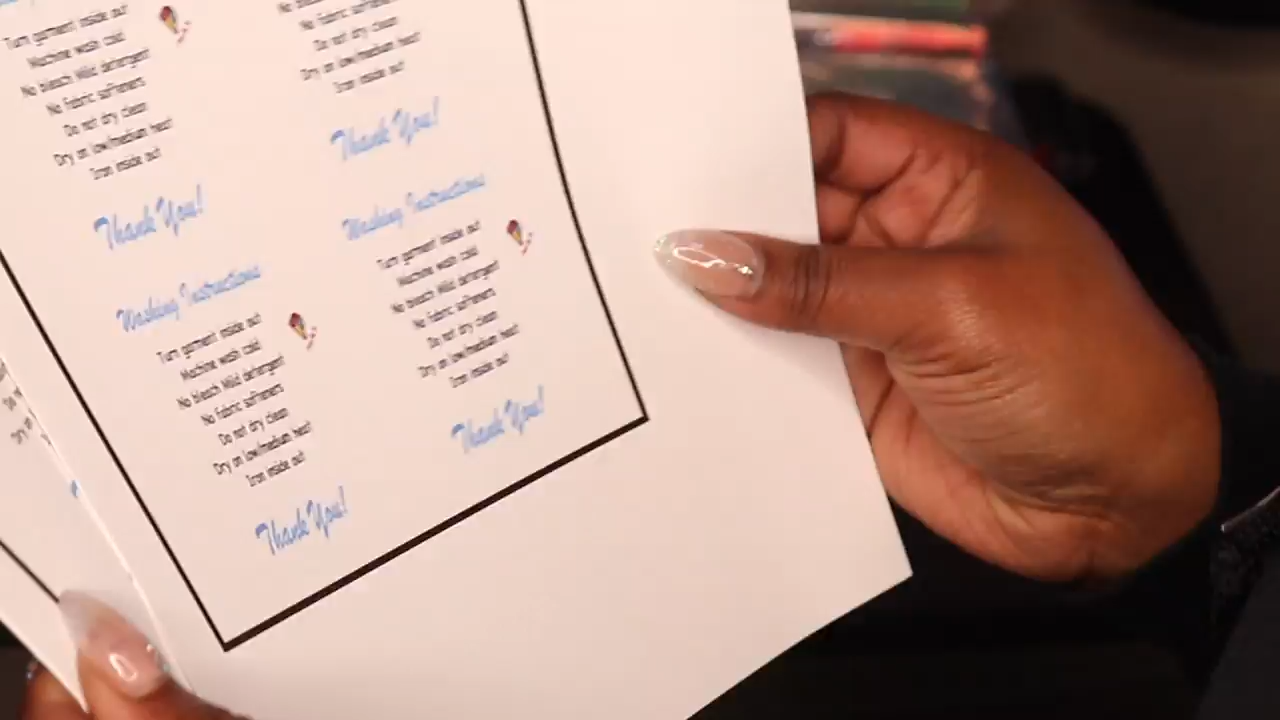 Turn garment inside out
Machine wash cold
No bleach Mild detergent
No fabric softeners
Do not dry clean
Dry on low/medium heat
Iron inside out
Thank You!
No fabric softeners
Do not dry clean
Dry on low/medium heat
Iron inside out
Thank You!
Washing Instructions
Turn garment inside out
Machine wash cold
No bleach Mild detergent
No fabric softeners
Do not dry clean
Dry on low/medium heat
Iron inside out
Thank You!
Washing Instructions
Turn garment inside out
Machine wash cold
No bleach Mild detergent
No fabric softeners
Do not dry clean
Dry on low/medium heat
Iron inside out
Thank You!